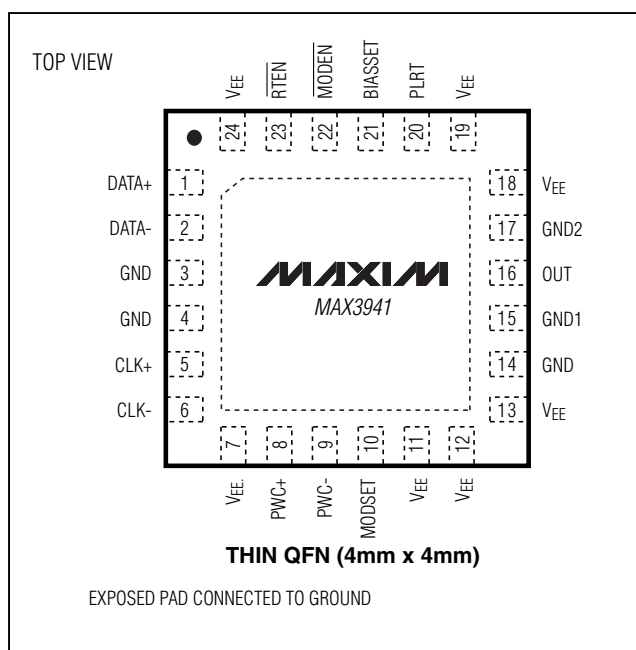 TOP VIEW
VEE
RTEN
MODEN
BIASSET
PLRT
VEE
24
23
22
21
20
19
DATA+ 1
DATA- 2
GND 3
GND 4
CLK+ 5
CLK- 6
MAXIM
MAX3941
18 VEE
17 GND2
16 OUT
15 GND1
14 GND
13 VEE
7
8
9
10
11
12
VEE.
PWC+
PWC-
MODSET
VEE
VEE
THIN QFN (4mm x 4mm)
EXPOSED PAD CONNECTED TO GROUND